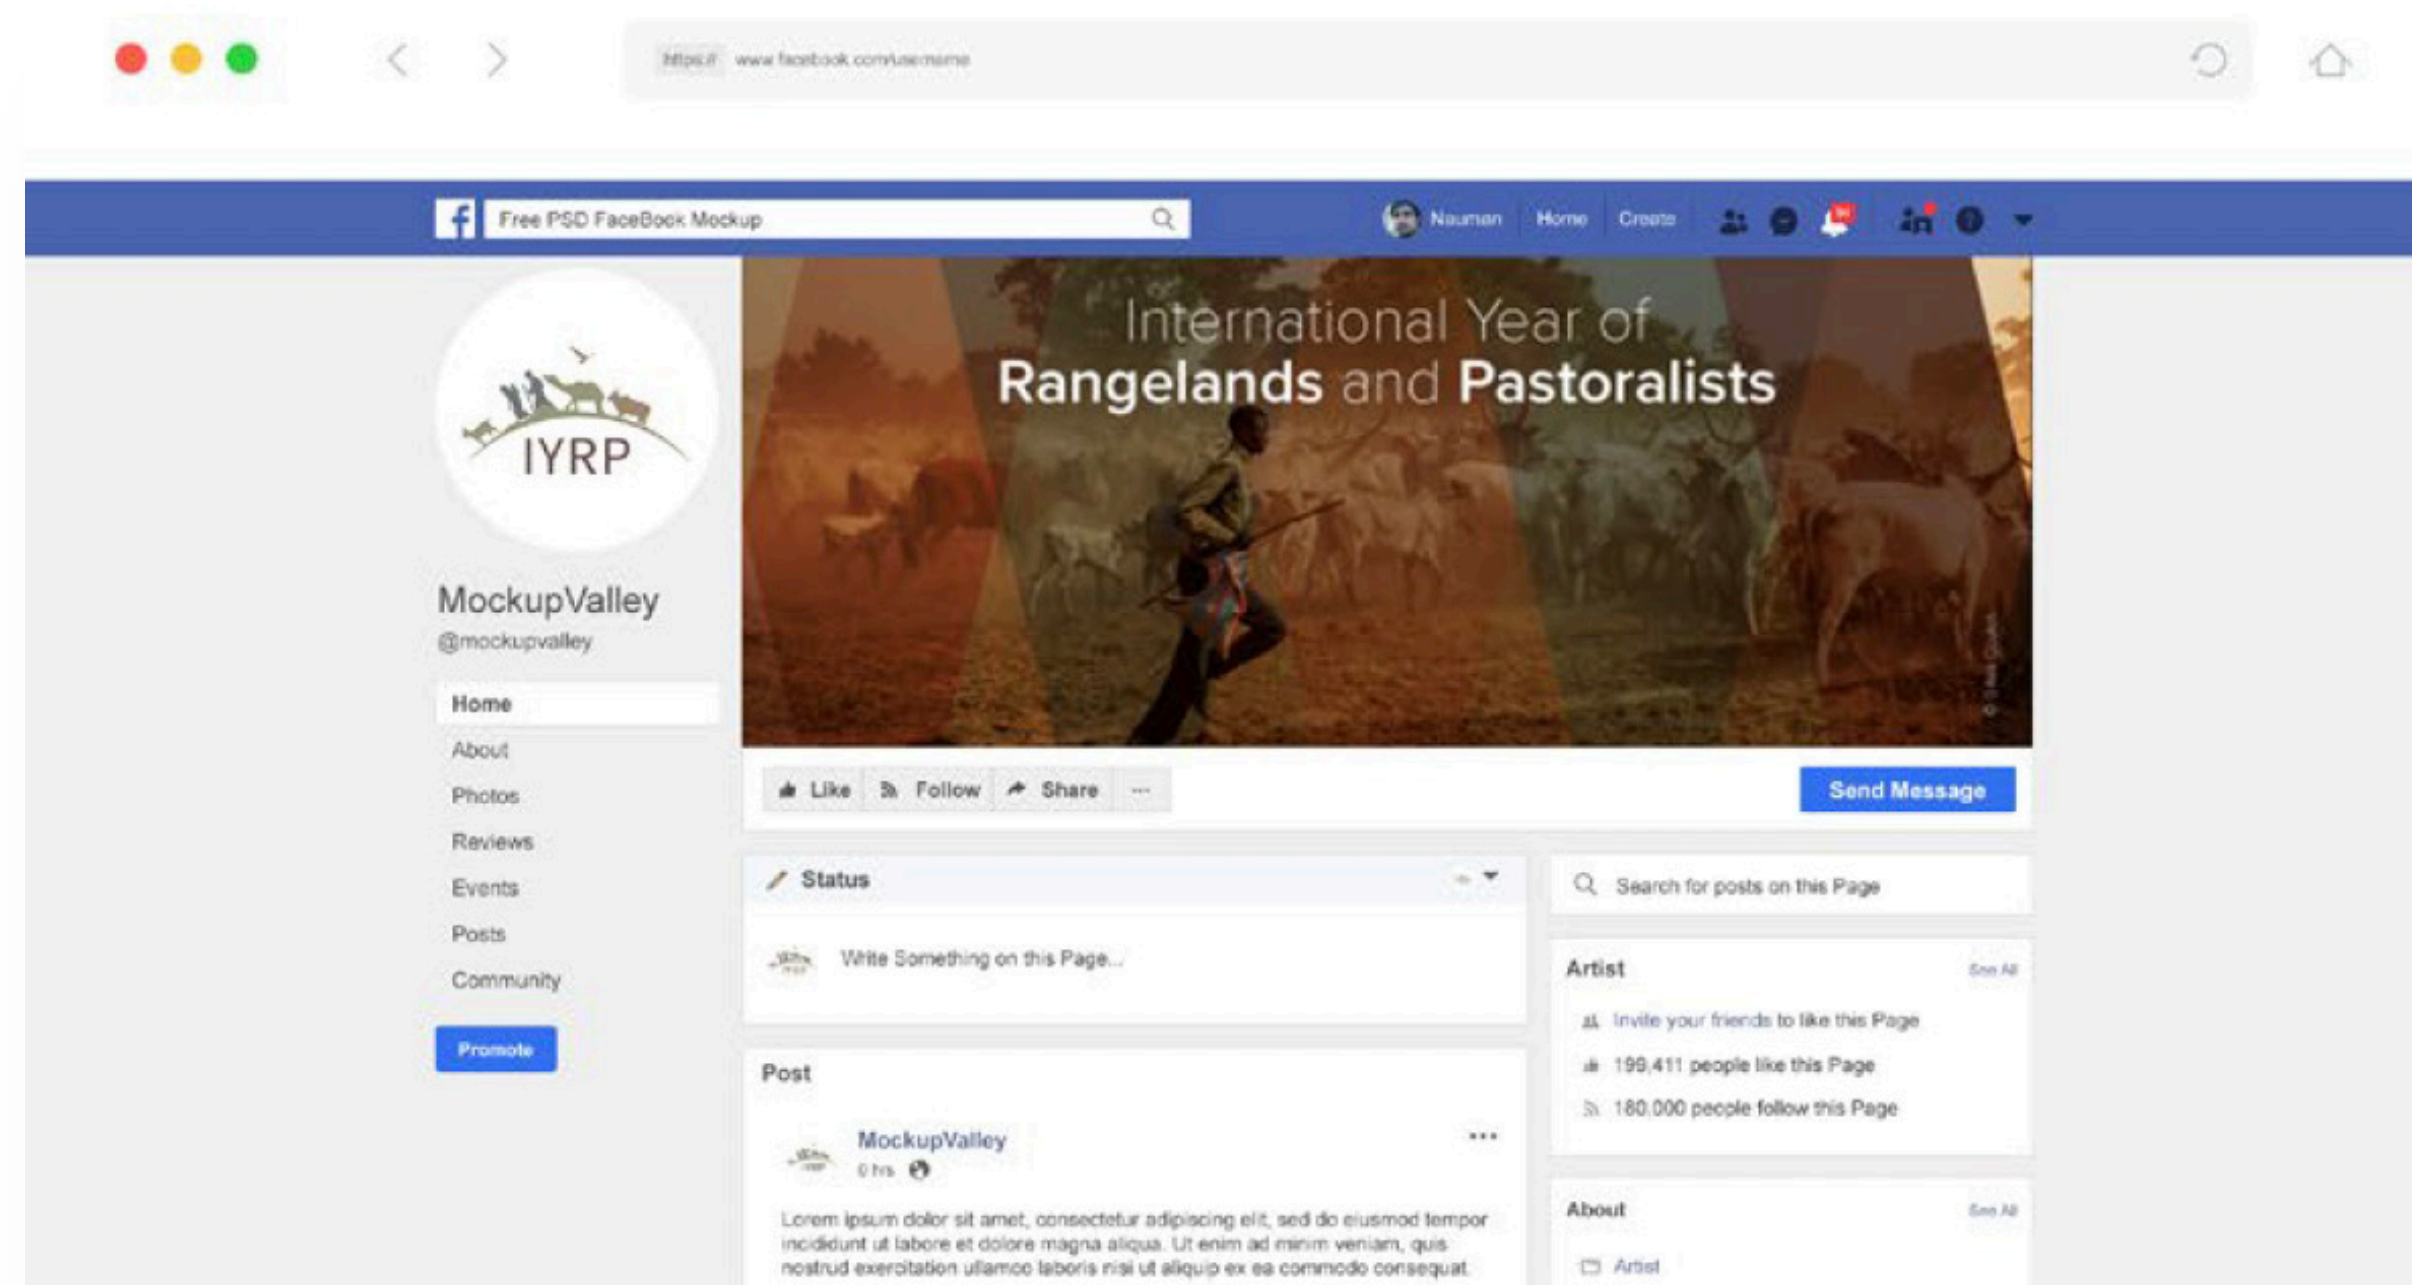 https:// www.facebook.com/username
Free PSD FaceBook Mockup
Nauman Home Create
International Year of
Rangelands and Pastoralists
IYRP
MockupValley
@mockupvalley
Home
About
Photos
Reviews
Events
Posts
Community
Promote
Like Follow Share ...
Send Message
Status
Write Something on this Page...
Post
MockupValley
0 hrs
Lorem ipsum dolor sit amet, consectetur adipiscing elit, sed do eiusmod tempor
incididunt ut labore et dolore magna aliqua. Ut enim ad minim veniam, quis
nostrud exercitation ullamco laboris nisi ut aliquip ex ea commodo consequat.
Search for posts on this Page
Artist See All
Invite your friends to like this Page
199,411 people like this Page
180,000 people follow this Page
About See All
Artist